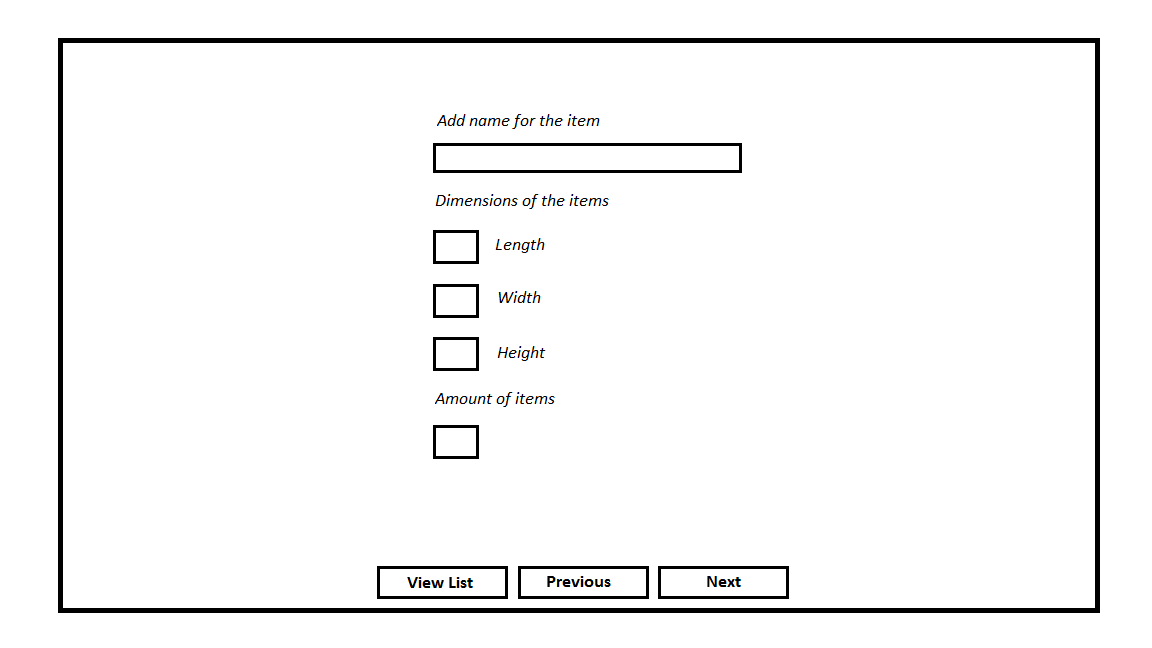 Add name for the item
Dimensions of the items
Length
Width
Height
Amount of items
View List Previous Next